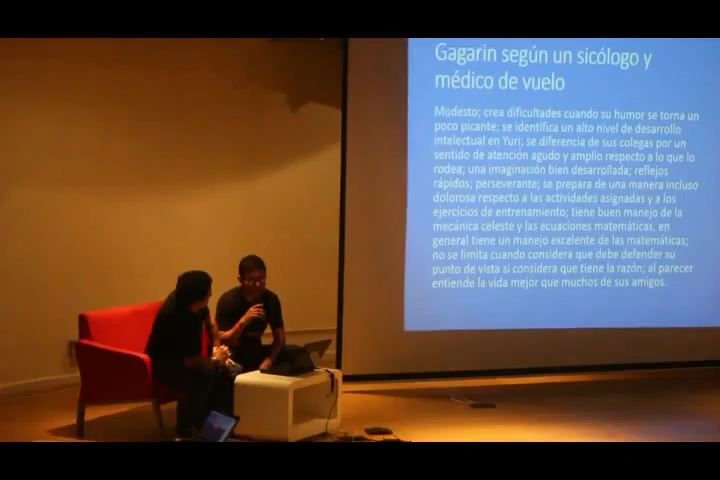 Gagarin según un sicólogo y
médico de vuelo
Modesto; crea dificultades cuando su humor se torna un
poco picante; se identifica un alto nivel de desarrollo
intelectual en Yuri; se diferencia de sus colegas por un
sentido de atención agudo y amplio respecto a lo que lo
rodea; una imaginación bien desarrollada; reflejos
rápidos; perseverante; se prepara de una manera incluso
dolorosa respecto a las actividades asignadas y a los
ejercicios de entrenamiento; tiene buen manejo de la
mecánica celeste y las ecuaciones matemáticas, en
general tiene un manejo excelente de las matemáticas;
no se limita cuando considera que debe defender su
punto de vista si considera que tiene la razón; al parecer
entiende la vida mejor que muchos de sus amigos.